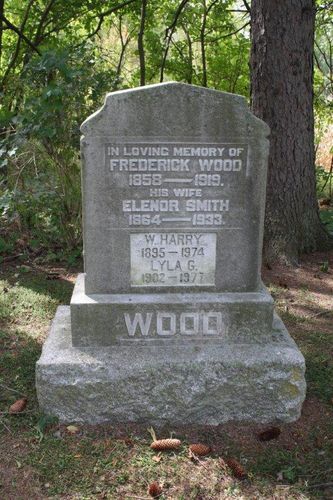 IN LOVING MEMORY OF
FREDERICK WOOD
1858 — 1919.
HIS WIFE
ELENOR SMITH
1864 — 1933.
W. HARRY
1895 - 1974
LYLA G.
1902 - 1977
WOOD